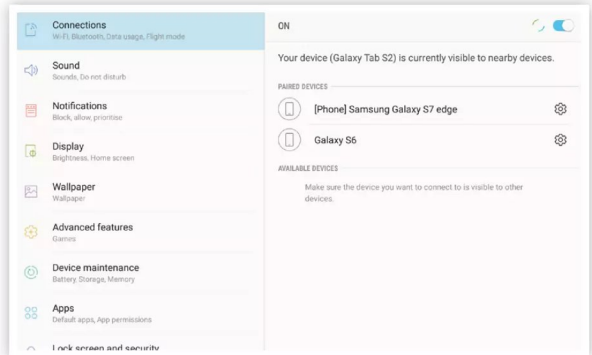 Connections
Wi-Fi, Bluetooth, Data usage, Flight mode
Sound
Sounds, Do not disturb
Notifications
Block, allow, prioritise
Display
Brightness, Home screen
Wallpaper
Wallpaper
Advanced features
Games
Device maintenance
Battery, Storage, Memory
Apps
Default apps, App permissions
Lock screen and security
ON
Your device (Galaxy Tab S2) is currently visible to nearby devices.
PAIRED DEVICES
[Phone] Samsung Galaxy S7 edge
Galaxy S6
AVAILABLE DEVICES
Make sure the device you want to connect to is visible to other
devices.